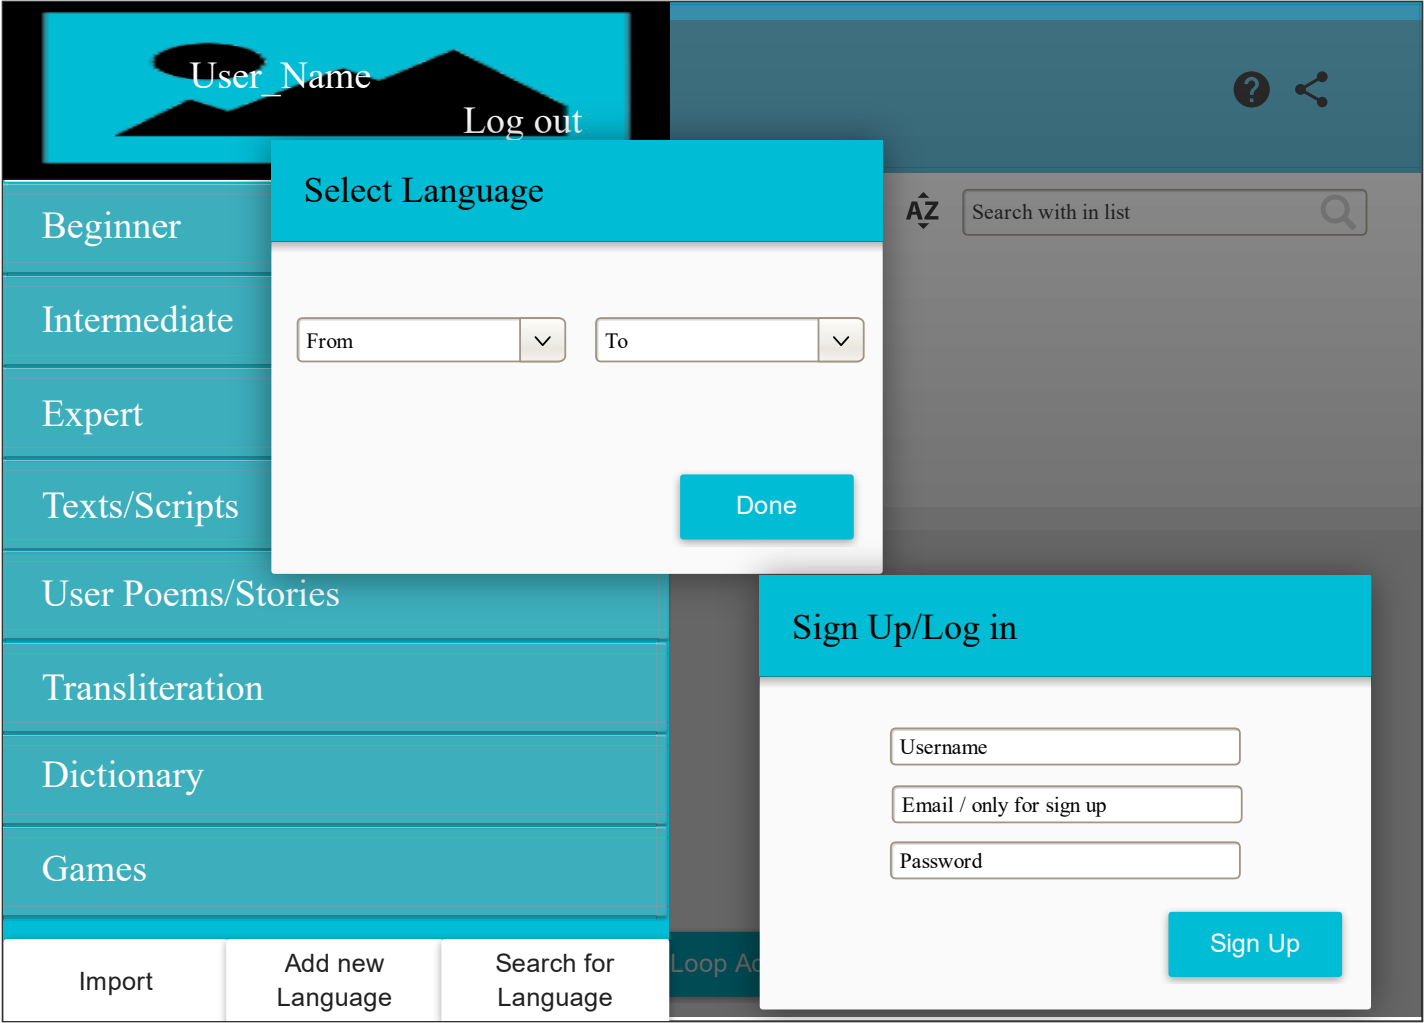 User_Name
Log out
Select Language
Beginner
AZ
Search with in list
Intermediate
From
To
Expert
Texts/Scripts
Done
User Poems/Stories
Sign Up/Log in
Transliteration
Username
Dictionary
Email / only for sign up
Password
Games
Sign Up
Import
Add new
Language
Search for
Language
Loop